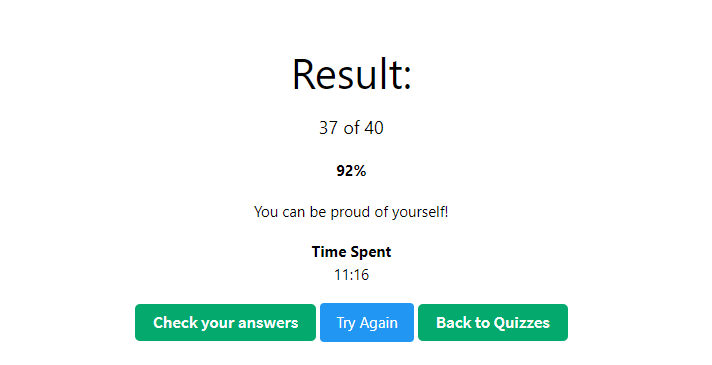 Result:
37 of 40
92%
You can be proud of yourself!
Time Spent
11:16
Check your answers Try Again Back to Quizzes